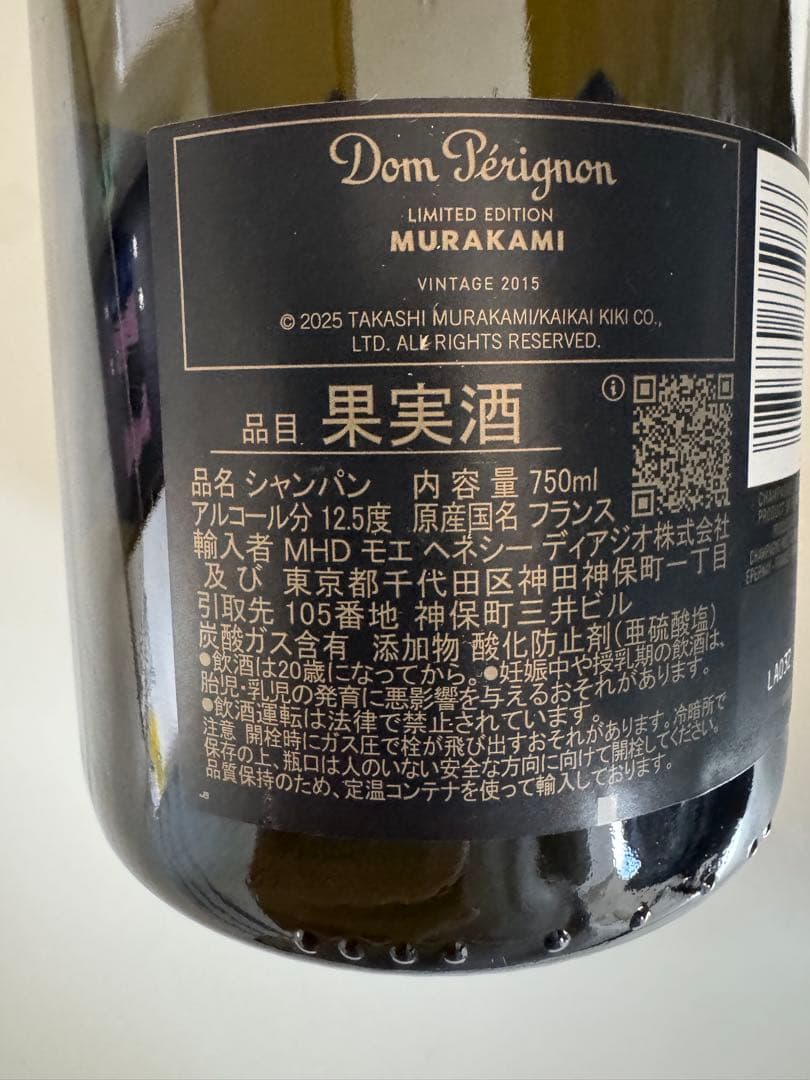 Dom Pérignon
LIMITED EDITION
MURAKAMI
VINTAGE 2015
© 2025 TAKASHI MURAKAMI/KAIKAI KIKI CO.,
LTD. ALL RIGHTS RESERVED.
品目 果実酒
品名 シャンパン 内容量 750ml
アルコール分 12.5度 原産国名 フランス
輸入者 MHD モエ ヘネシー ディアジオ株式会社
及び 東京都千代田区神田神保町一丁目
引取先 105番地 神保町三井ビル
炭酸ガス含有 添加物 酸化防止剤(亜硫酸塩)
●飲酒は20歳になってから。●妊娠中や授乳期の飲酒は、
胎児・乳児の発育に悪影響を与えるおそれがあります。
●飲酒運転は法律で禁止されています。
注意 開栓時にガス圧で栓が飛び出すおそれがあります。冷暗所で
保存の上、瓶口は人のいない安全な方向に向けて開栓してください。
品質保持のため、定温コンテナを使って輸入しております。